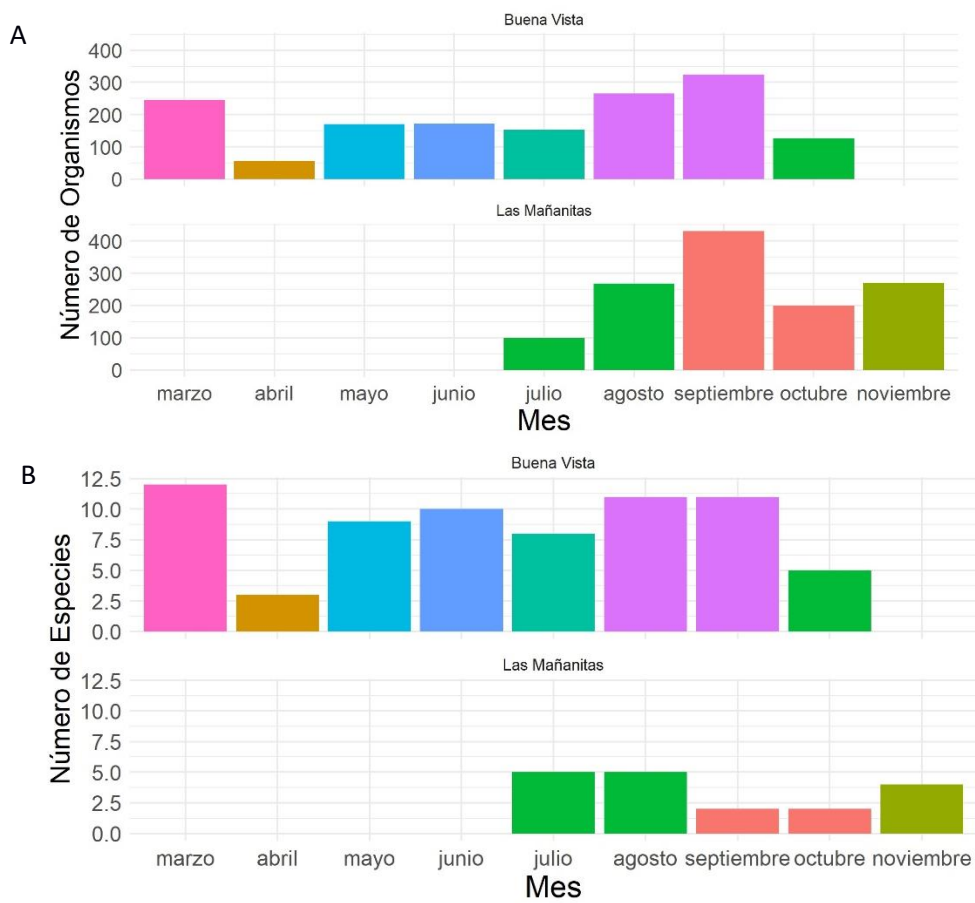 A
Buena Vista
Número de Organismos
400
300
200
100
0
Las Mañanitas
400
300
200
100
0
marzo abril mayo junio julio agosto septiembre octubre noviembre
Mes
B
Buena Vista
Número de Especies
12.5
10.0
7.5
5.0
2.5
0.0
Las Mañanitas
12.5
10.0
7.5
5.0
2.5
0.0
marzo abril mayo junio julio agosto septiembre octubre noviembre
Mes